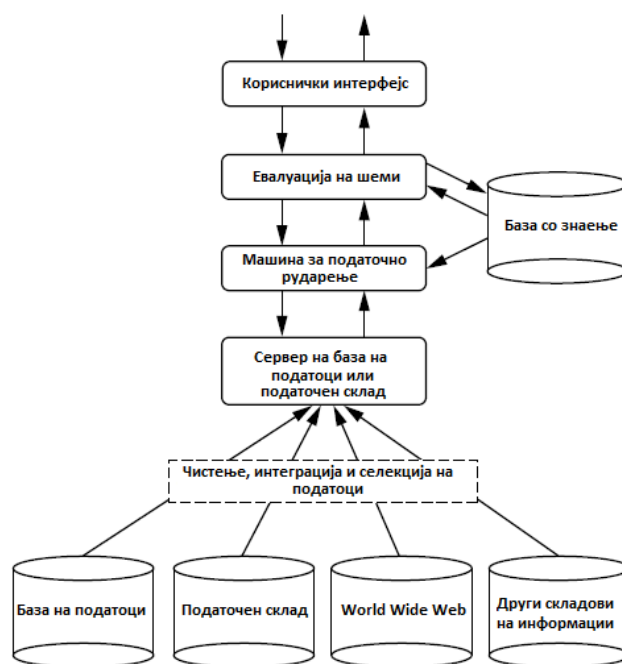 Кориснички интерфејс
Евалуација на шеми
База со знаење
Машина за податочно
рударење
Сервер на база на
податоци или
податочен склад
Чистење, интеграција и селекција на
податоци
База на податоци
Податочен склад
World Wide Web
Други складови
на информации